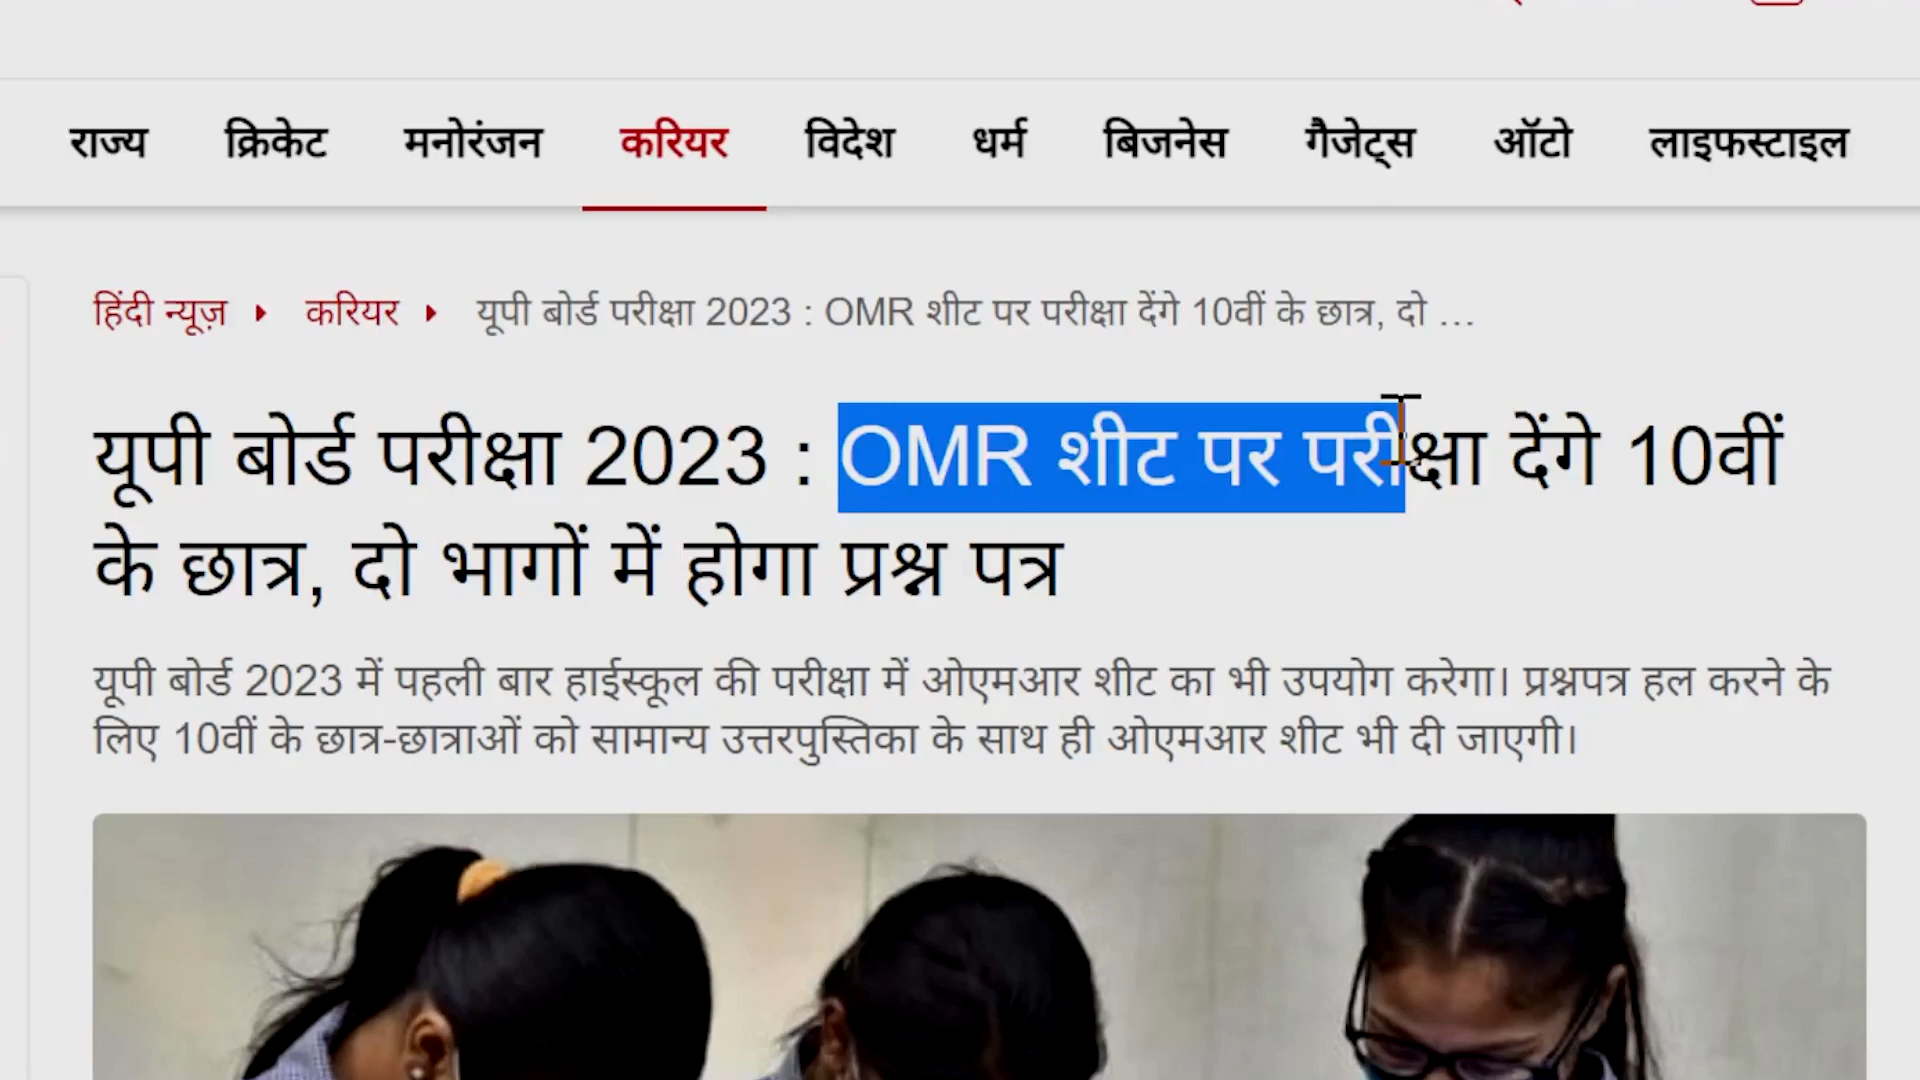 राज्य क्रिकेट मनोरंजन करियर विदेश धर्म बिजनेस गैजेट्स ऑटो लाइफस्टाइल
हिंदी न्यूज़ करियर यूपी बोर्ड परीक्षा 2023 : OMR शीट पर परीक्षा देंगे 10वीं के छात्र, दो ...
यूपी बोर्ड परीक्षा 2023 : OMR शीट पर परीक्षा देंगे 10वीं
के छात्र, दो भागों में होगा प्रश्न पत्र
यूपी बोर्ड 2023 में पहली बार हाईस्कूल की परीक्षा में ओएमआर शीट का भी उपयोग करेगा। प्रश्नपत्र हल करने के
लिए 10वीं के छात्र-छात्राओं को सामान्य उत्तरपुस्तिका के साथ ही ओएमआर शीट भी दी जाएगी।